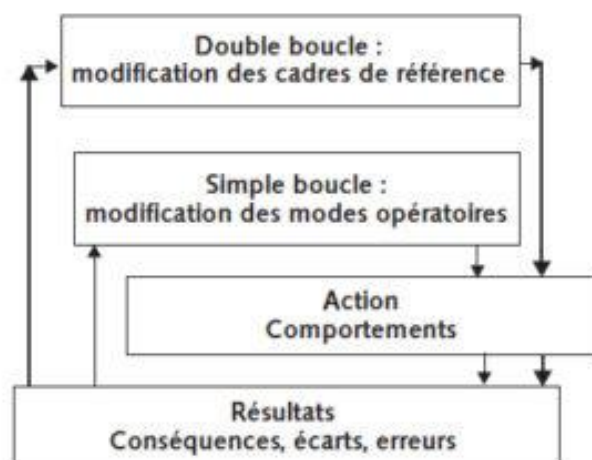 Double boucle :
modification des cadres de référence
Simple boucle :
modification des modes opératoires
Action
Comportements
Résultats
Conséquences, écarts, erreurs